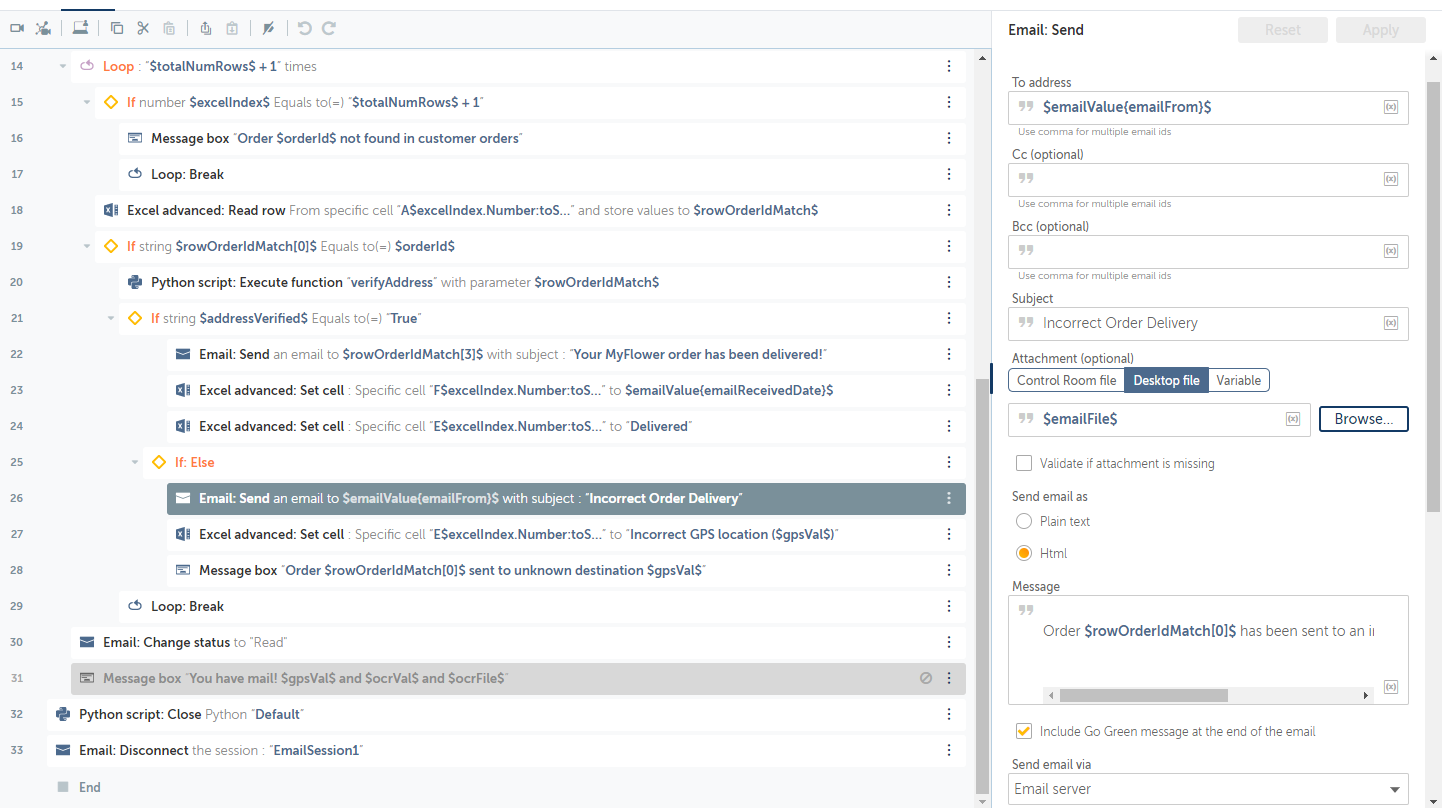 14 Loop : "$totalNumRows$ + 1" times
15 If number $excelIndex$ Equals to(=) "$totalNumRows$ + 1"
16 Message box "Order $orderId$ not found in customer orders"
17 Loop: Break
18 Excel advanced: Read row From specific cell "A$excelIndex.Number:toS..." and store values to $rowOrderIdMatch$
19 If string $rowOrderIdMatch[0]$ Equals to(=) $orderId$
20 Python script: Execute function "verifyAddress" with parameter $rowOrderIdMatch$
21 If string $addressVerified$ Equals to(=) "True"
22 Email: Send an email to $rowOrderIdMatch[3]$ with subject : "Your MyFlower order has been delivered!"
23 Excel advanced: Set cell : Specific cell "F$excelIndex.Number:toS..." to $emailValue{emailReceivedDate}$
24 Excel advanced: Set cell : Specific cell "E$excelIndex.Number:toS..." to "Delivered"
25 If: Else
26 Email: Send an email to $emailValue{emailFrom}$ with subject : "Incorrect Order Delivery"
27 Excel advanced: Set cell : Specific cell "E$excelIndex.Number:toS..." to "Incorrect GPS location ($gpsVal$)"
28 Message box "Order $rowOrderIdMatch[0]$ sent to unknown destination $gpsVal$"
29 Loop: Break
30 Email: Change status to "Read"
31 Message box "You have mail! $gpsVal$ and $ocrVal$ and $ocrFile$"
32 Python script: Close Python "Default"
33 Email: Disconnect the session : "EmailSession1"
End
Email: Send Reset Apply
To address
$emailValue{emailFrom}$ (x)
Use comma for multiple email ids
Cc (optional)
(x)
Use comma for multiple email ids
Bcc (optional)
(x)
Use comma for multiple email ids
Subject
Incorrect Order Delivery (x)
Attachment (optional)
Control Room file Desktop file Variable
$emailFile$ (x) Browse...
Validate if attachment is missing
Send email as
Plain text
Html
Message
Order $rowOrderIdMatch[0]$ has been sent to an
(x)
Include Go Green message at the end of the email
Send email via
Email server